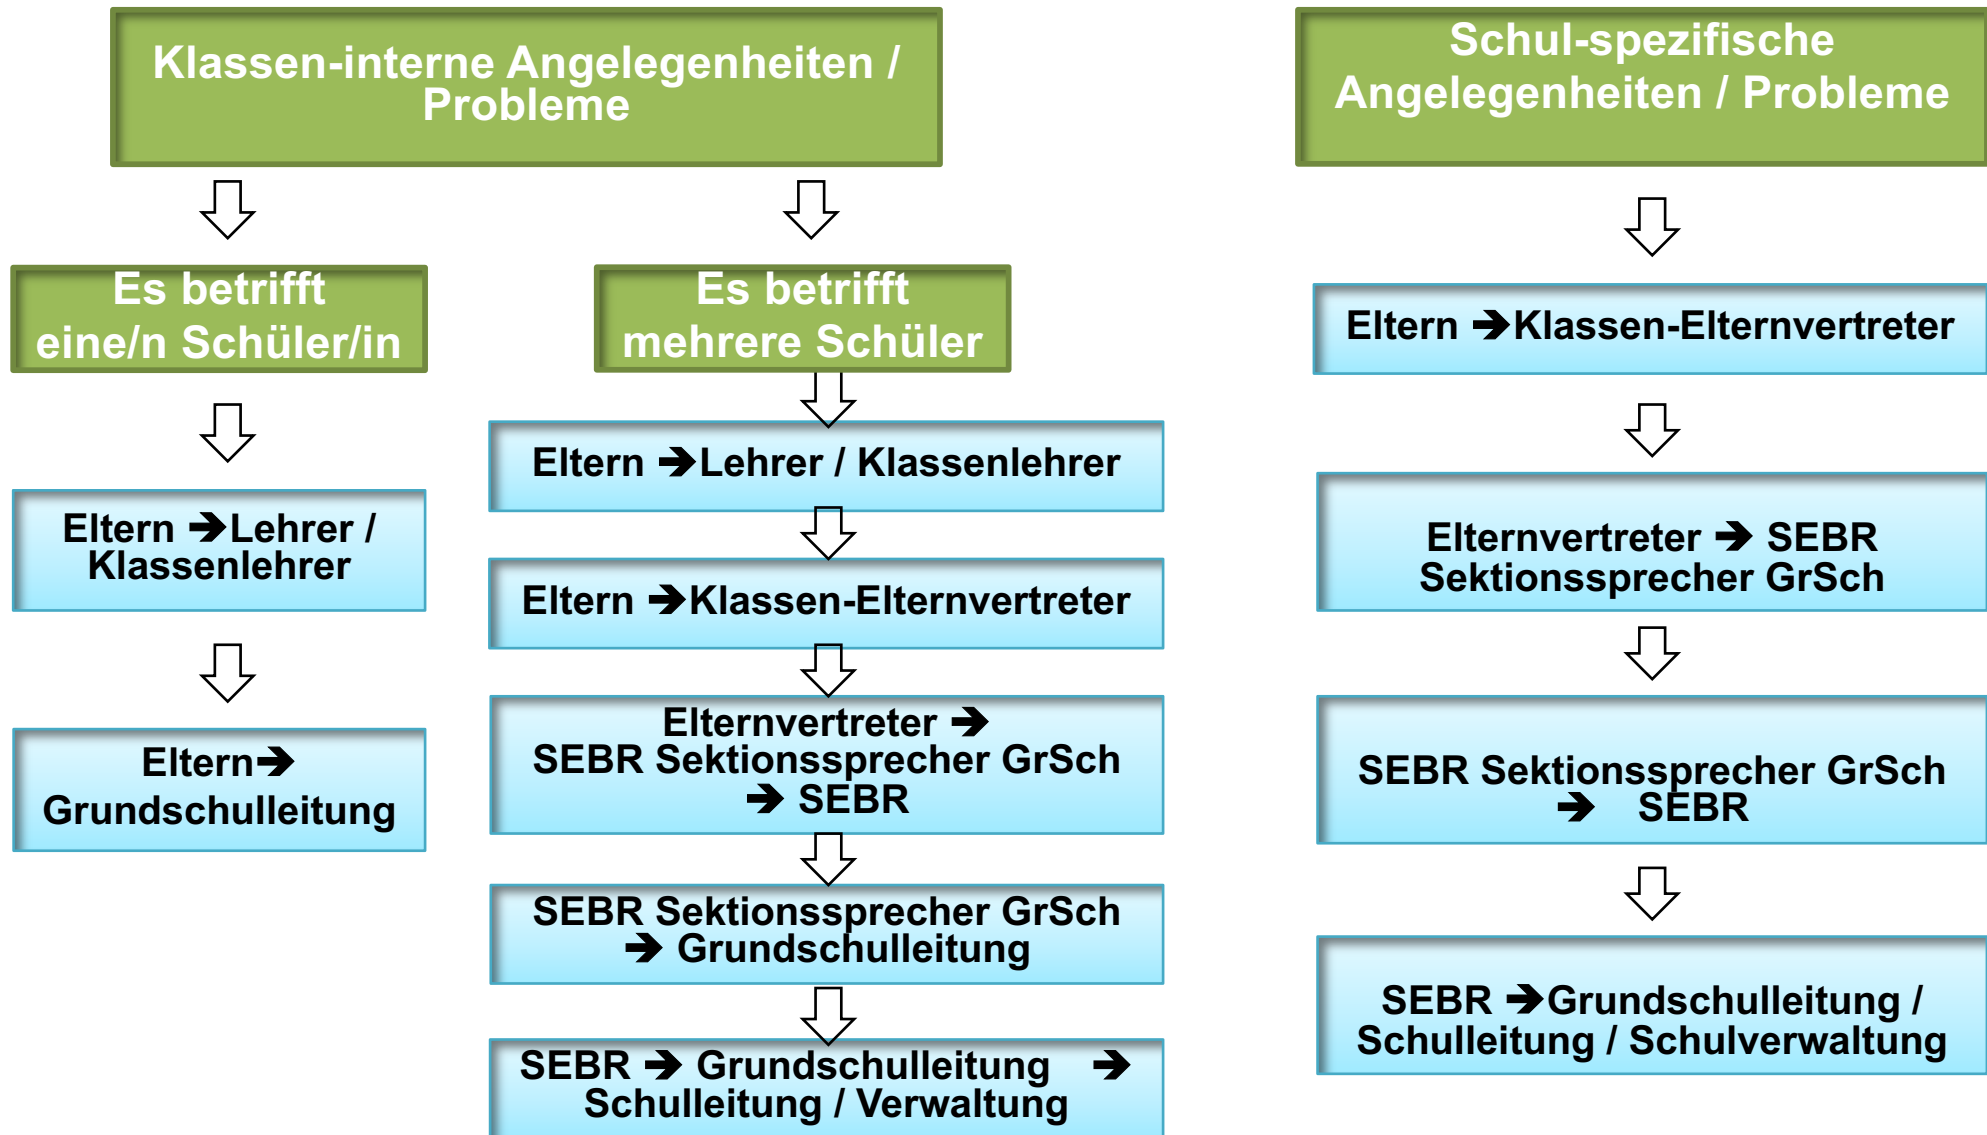 Klassen-interne Angelegenheiten /
Probleme
Es betrifft
eine/n Schüler/in
Eltern ➔Lehrer /
Klassenlehrer
Eltern➔
Grundschulleitung
Es betrifft
mehrere Schüler
Eltern ➔Lehrer / Klassenlehrer
Eltern ➔Klassen-Elternvertreter
Elternvertreter ➔
SEBR Sektionssprecher GrSch
➔ SEBR
SEBR Sektionssprecher GrSch
➔ Grundschulleitung
SEBR ➔ Grundschulleitung ➔
Schulleitung / Verwaltung
Schul-spezifische
Angelegenheiten / Probleme
Eltern ➔Klassen-Elternvertreter
Elternvertreter ➔ SEBR
Sektionssprecher GrSch
SEBR Sektionssprecher GrSch
➔ SEBR
SEBR ➔Grundschulleitung /
Schulleitung / Schulverwaltung